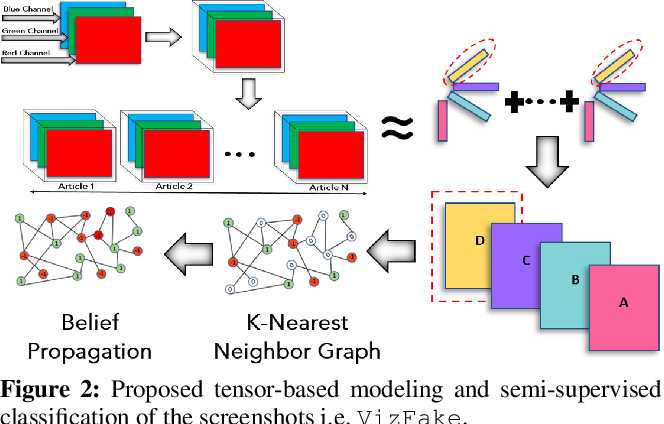 Blue Channel
Green Channel
Red Channel
Article 1 Article 2 Article N
≈
+ ... +
D
C
B
A
Belief
Propagation
K-Nearest
Neighbor Graph
Figure 2: Proposed tensor-based modeling and semi-supervised
classification of the screenshots i.e. VizFake.